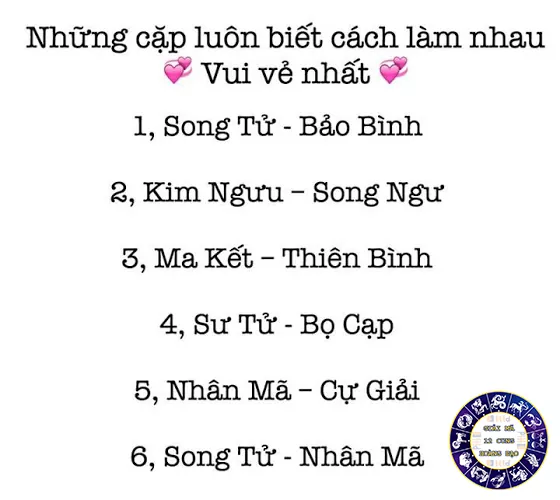 Những cặp luôn biết cách làm nhau
💞 Vui vẻ nhất 💞
1, Song Tử - Bảo Bình
2, Kim Ngưu – Song Ngư
3, Ma Kết – Thiên Bình
4, Sư Tử - Bọ Cạp
5, Nhân Mã – Cự Giải
6, Song Tử - Nhân Mã
GIẢI MÃ
12 CUNG
HOÀNG ĐẠO